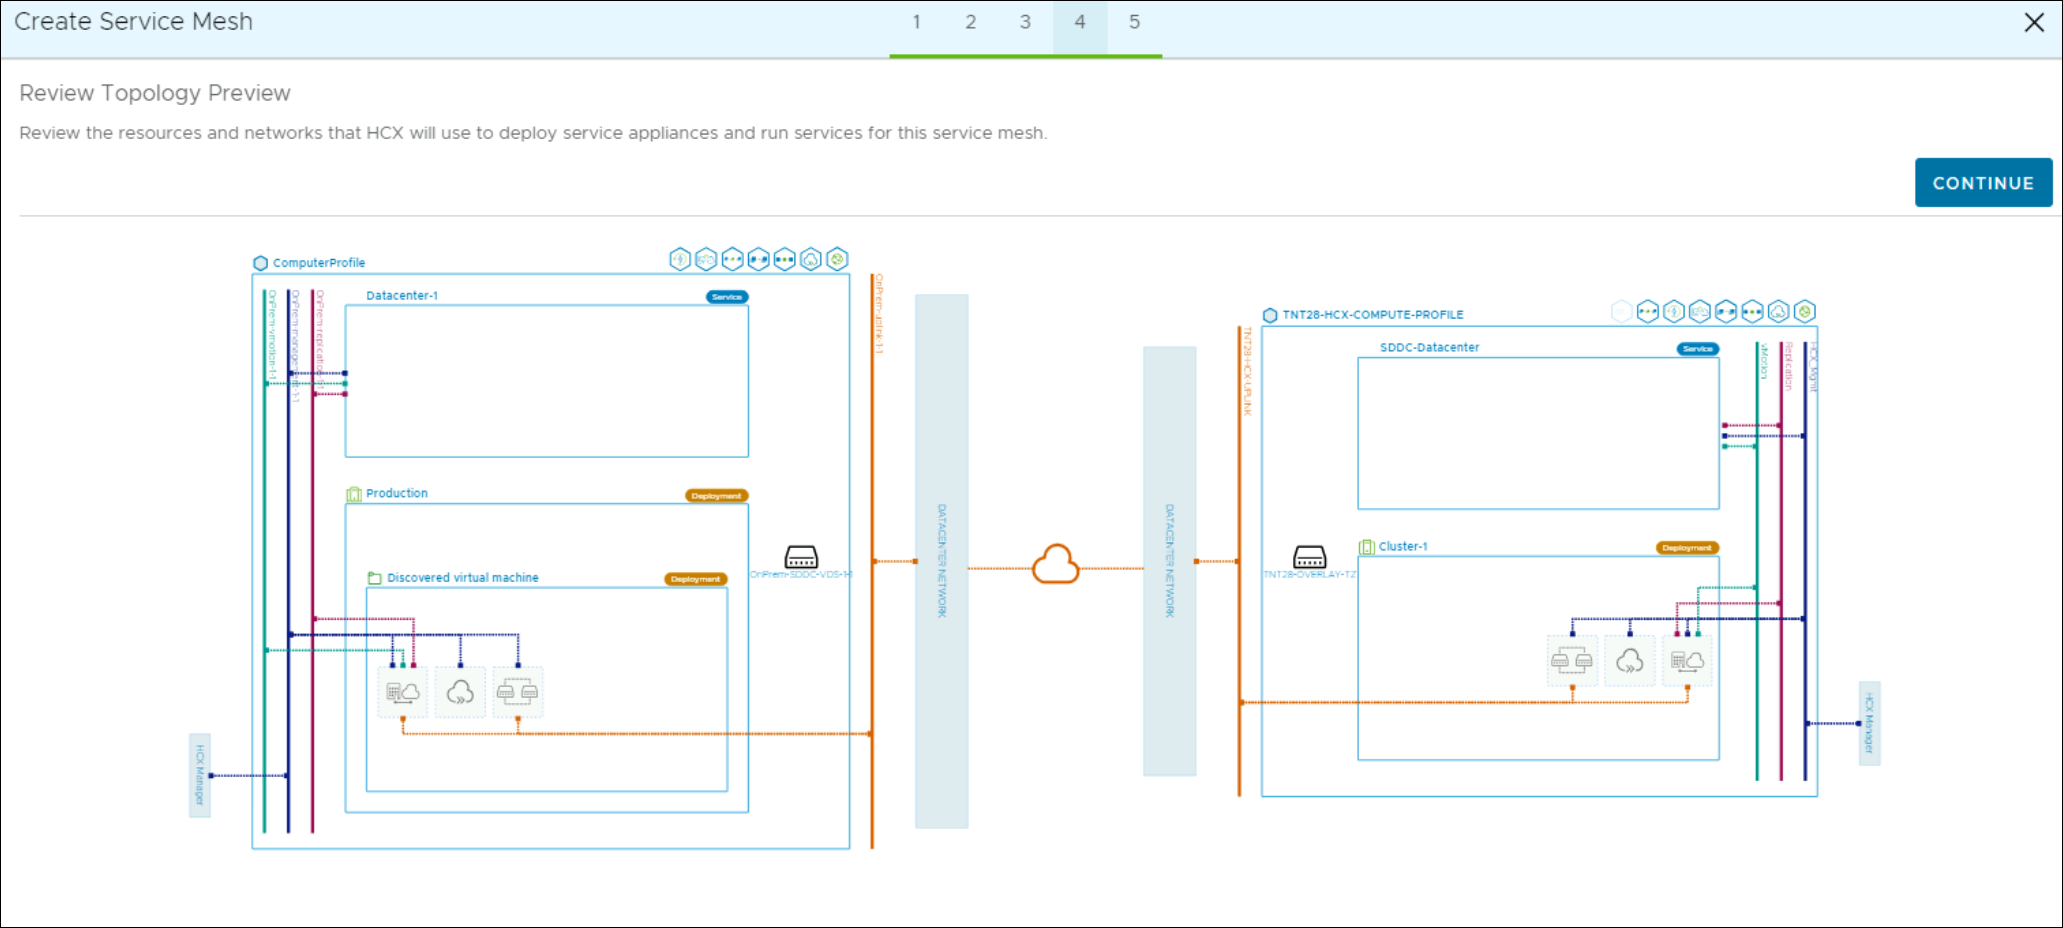 Create Service Mesh
1 2 3 4 5
Review Topology Preview
Review the resources and networks that HCX will use to deploy service appliances and run services for this service mesh.
CONTINUE
ComputerProfile
OnPrem-vmotion-1-1
OnPrem-management-1-1
OnPrem-replication-1-1
Datacenter-1
Service
Production
Deployment
Discovered virtual machine
Deployment
OnPrem-SDDC-VDS-1-1
HCX Manager
OnPrem-uplink-1-1
DATACENTER NETWORK
DATACENTER NETWORK
TNT28-HCX-UPLINK
TNT28-HCX-COMPUTE-PROFILE
SDDC-Datacenter
Service
vMotion
Replication
HCX Mgmt
TNT28-OVERLAY-TZ
Cluster-1
Deployment
HCX Manager